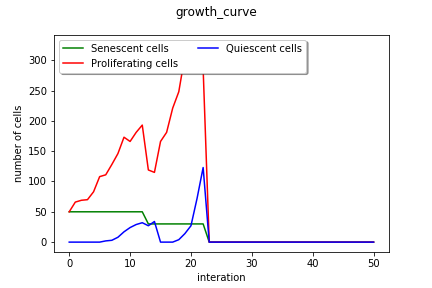 growth_curve
Senescent cells
Proliferating cells
Quiescent cells
number of cells
300
250
200
150
100
50
0
0 10 20 30 40 50
interation